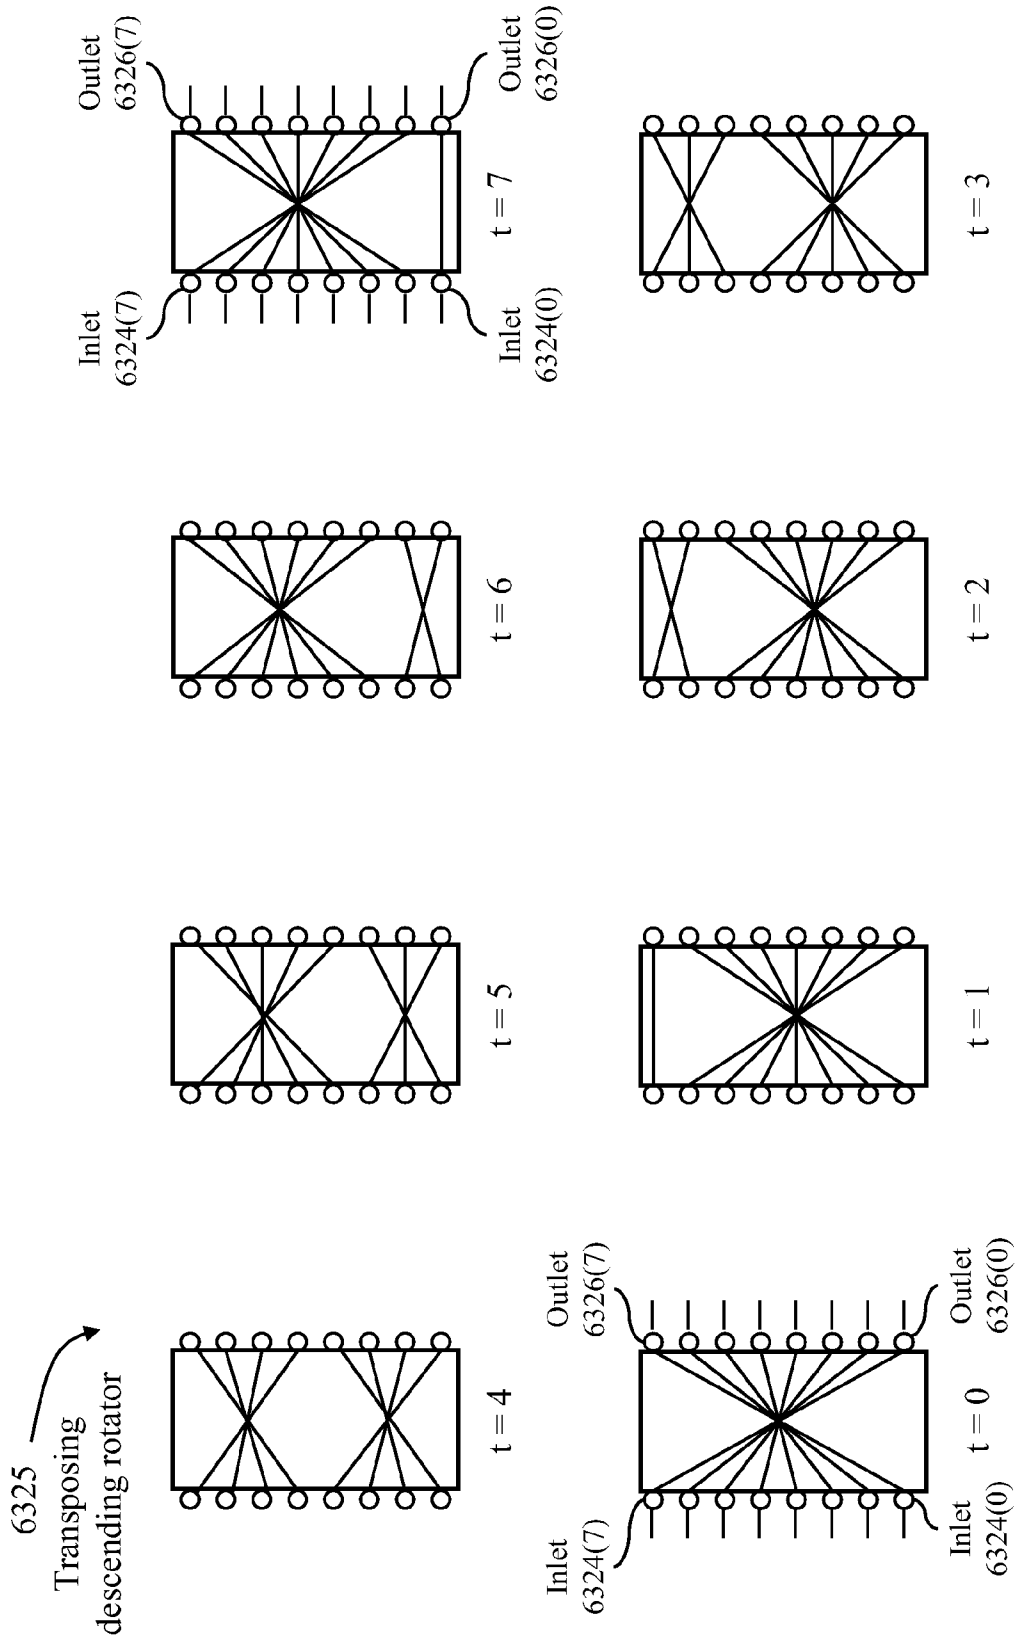 6325
Transposing
descending rotator
Inlet
6324(7)
Outlet
6326(7)
Inlet
6324(0)
Outlet
6326(0)
t = 7
t = 6
t = 5
t = 4
t = 3
t = 2
t = 1
Inlet
6324(7)
Outlet
6326(7)
Inlet
6324(0)
Outlet
6326(0)
t = 0